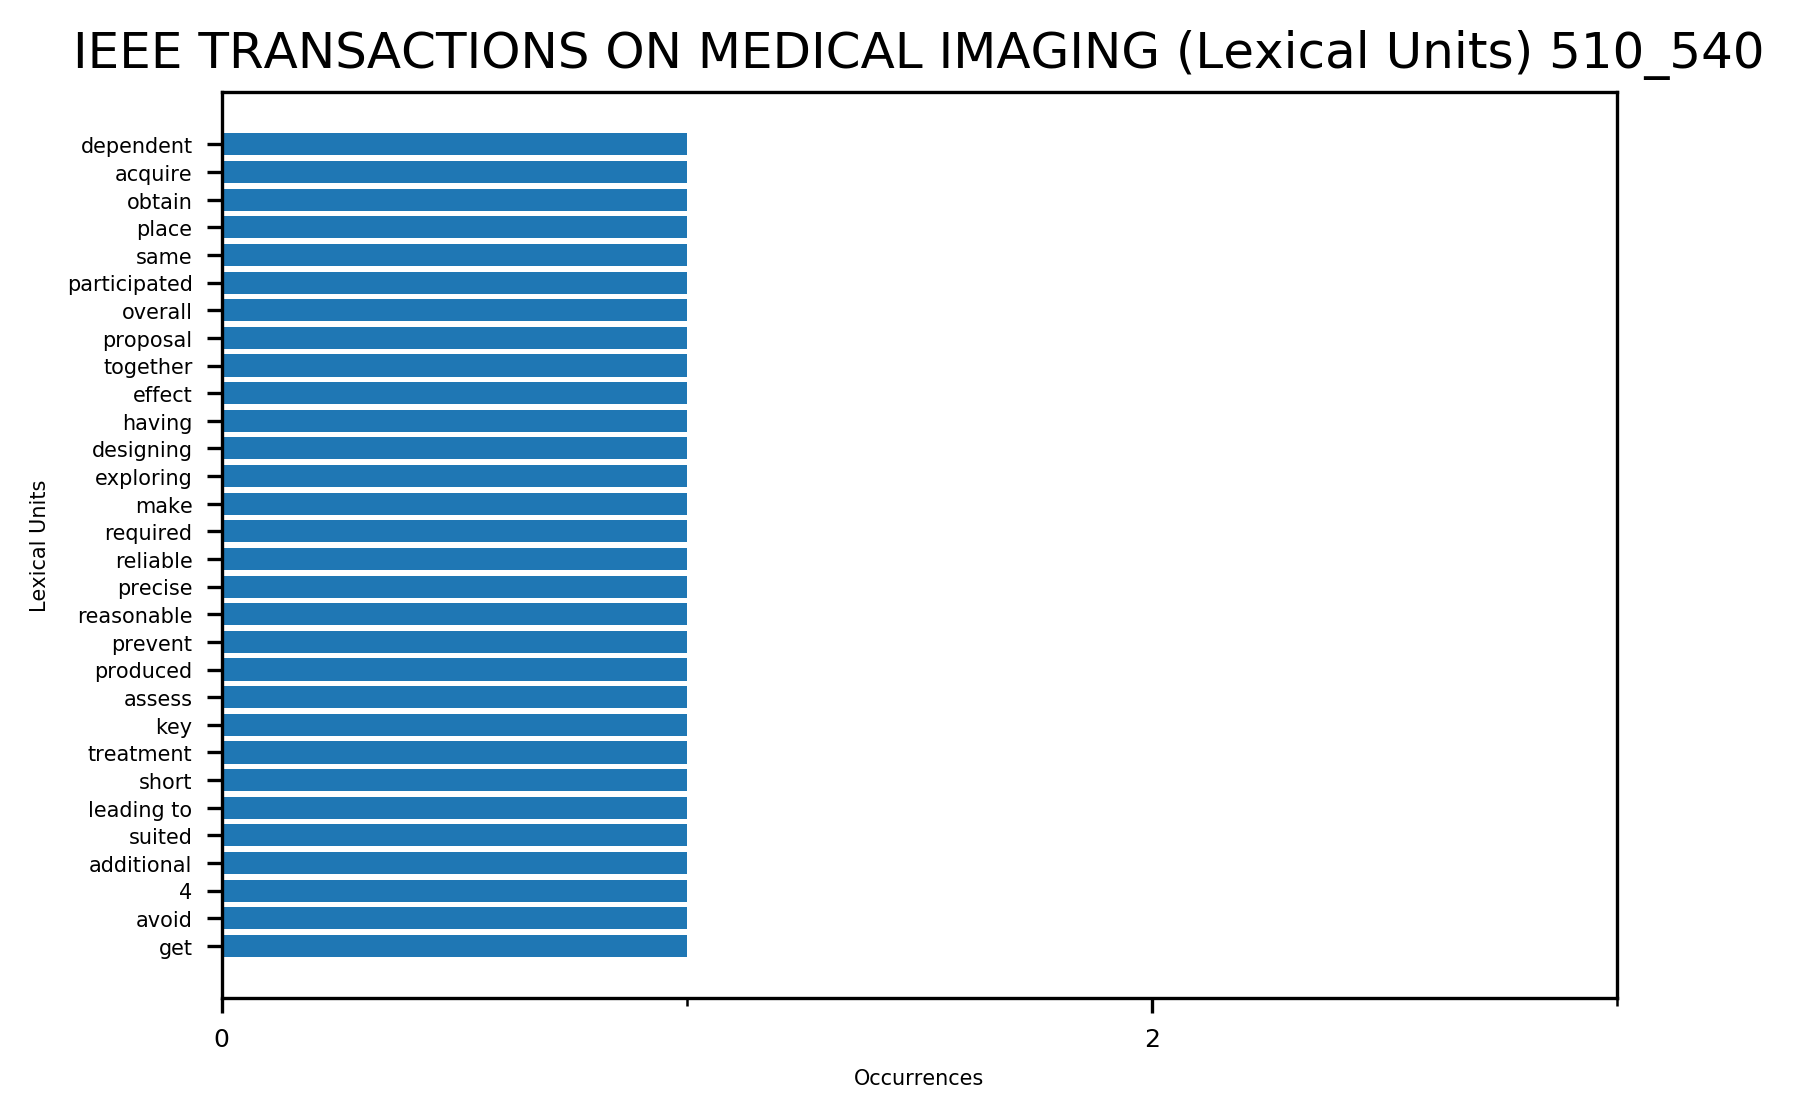 IEEE TRANSACTIONS ON MEDICAL IMAGING (Lexical Units) 510_540
dependent
acquire
obtain
place
same
participated
overall
proposal
together
effect
having
designing
exploring
make
required
reliable
precise
reasonable
prevent
produced
assess
key
treatment
short
leading to
suited
additional
4
avoid
get
Lexical Units
0 2
Occurrences